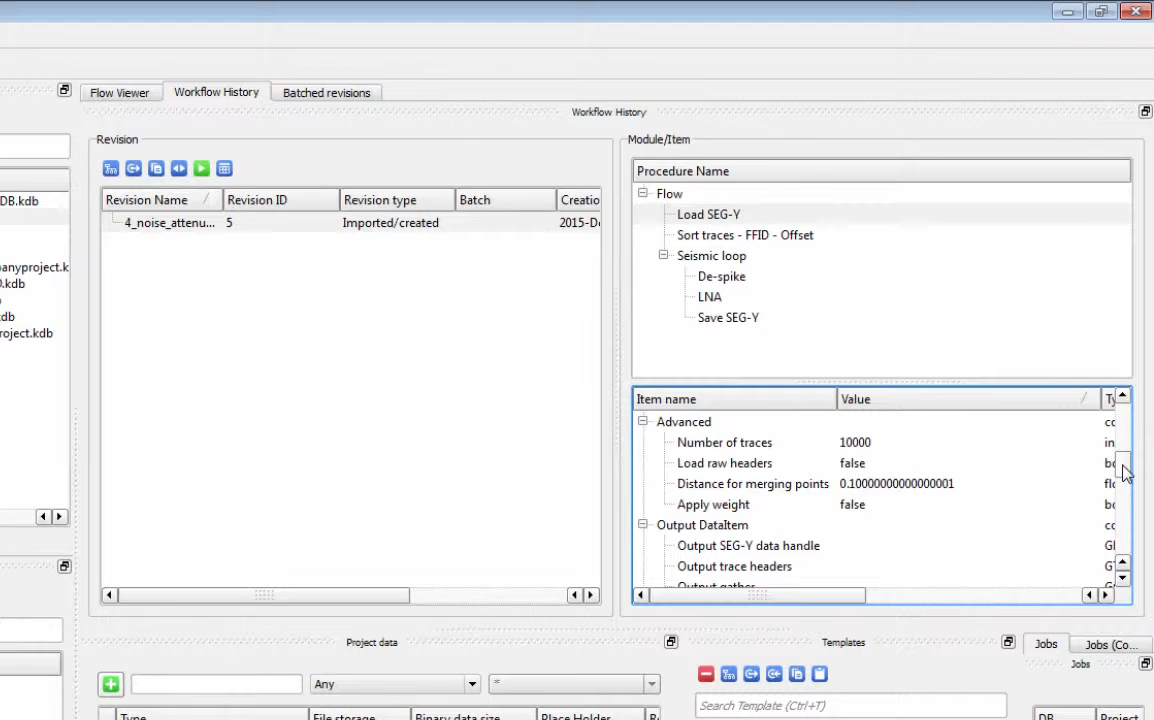 Flow Viewer Workflow History Batched revisions
Workflow History
Revision
Module/Item
Procedure Name
Revision Name Revision ID Revision type Batch Creatio
4_noise_attenu... 5 Imported/created 2015-De
DB.kdb
anyproject.k
0.kdb
kdb
roject.kdb
Flow
Load SEG-Y
Sort traces - FFID - Offset
Seismic loop
De-spike
LNA
Save SEG-Y
Item name Value Ty
Advanced co
Number of traces 10000 in
Load raw headers false bo
Distance for merging points 0.10000000000000001 flo
Apply weight false bo
Output DataItem co
Output SEG-Y data handle GI
Output trace headers GT
Output gather
Project data
Templates
Jobs Jobs (Co...
Jobs
Any *
Search Template (Ctrl+T)
Type File storage Binary data size Place Holder R
DB Project